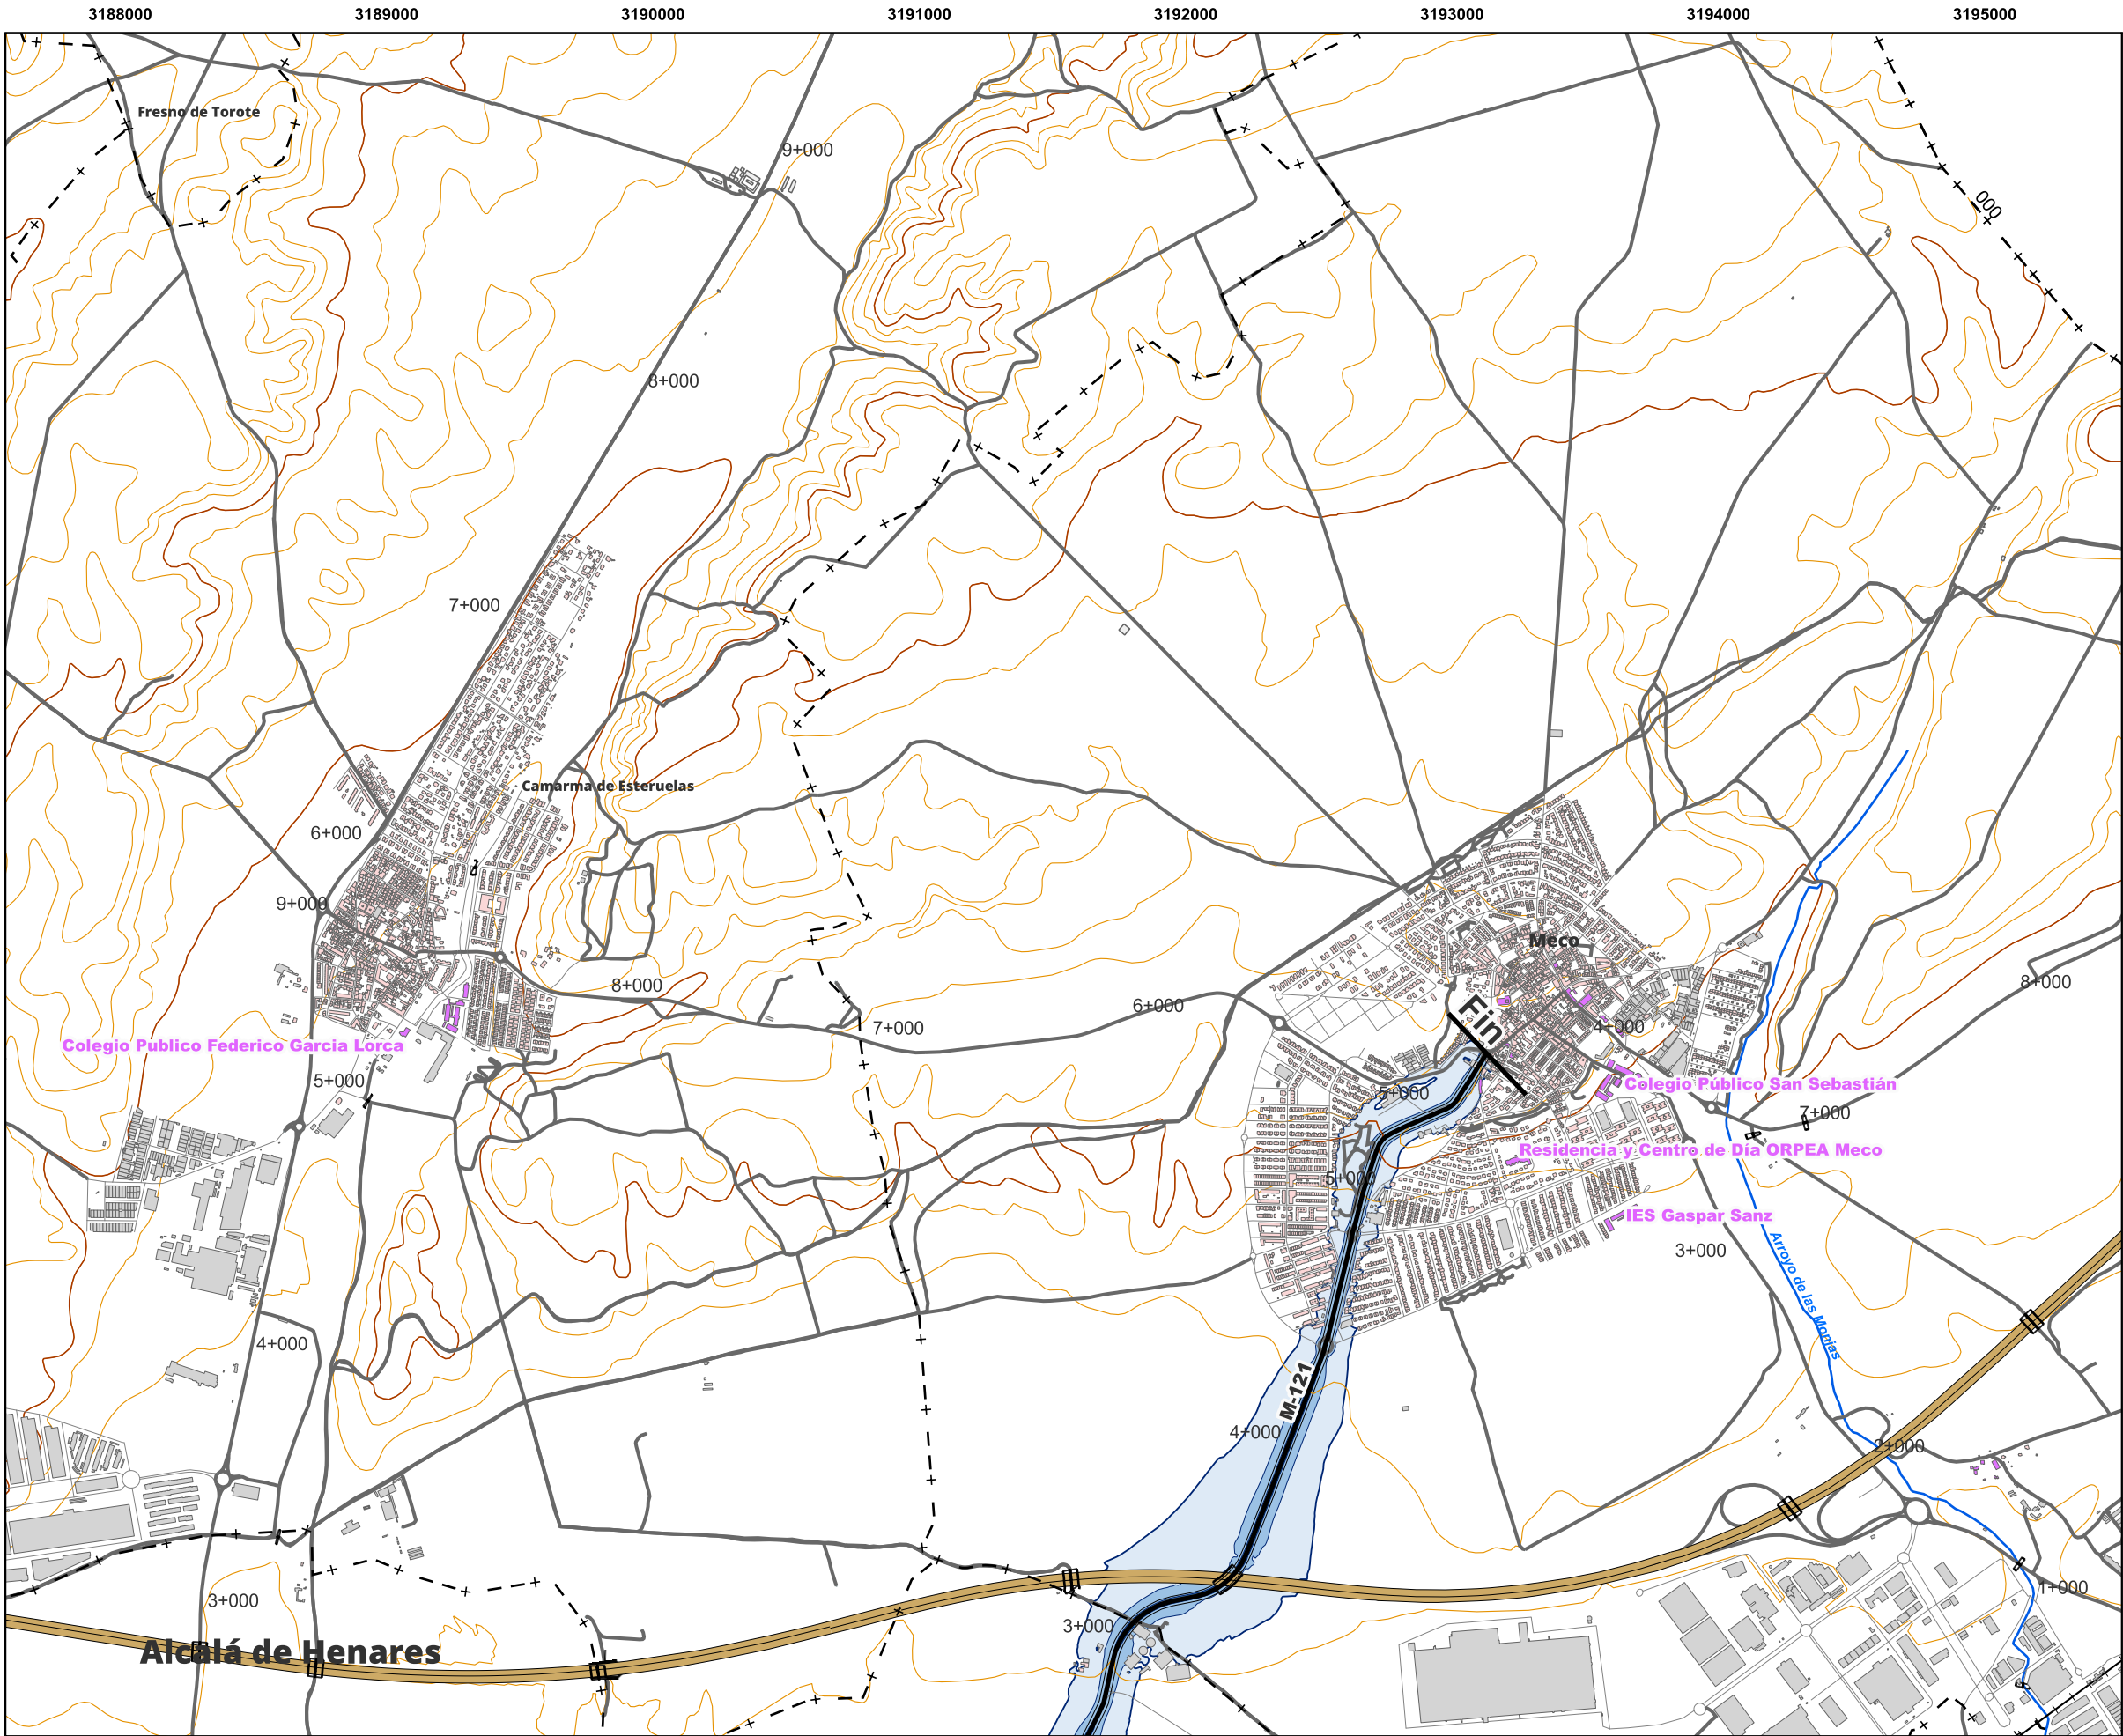 3188000 3189000 3190000 3191000 3192000 3193000 3194000 3195000
Fresno de Torote
9+000
000
8+000
7+000
Camarma de Esteruelas
6+000
9+000
Meco
8+000
8+000
6+000
Fin
7+000
4+000
Colegio Publico Federico Garcia Lorca
5+000
Colegio Público San Sebastián
5+000
7+000
Residencia y Centro de Día ORPEA Meco
5+000
IES Gaspar Sanz
3+000
Arroyo de las Monjas
4+000
M-121
4+000
2+000
1+000
3+000
3+000
Alcalá de Henares